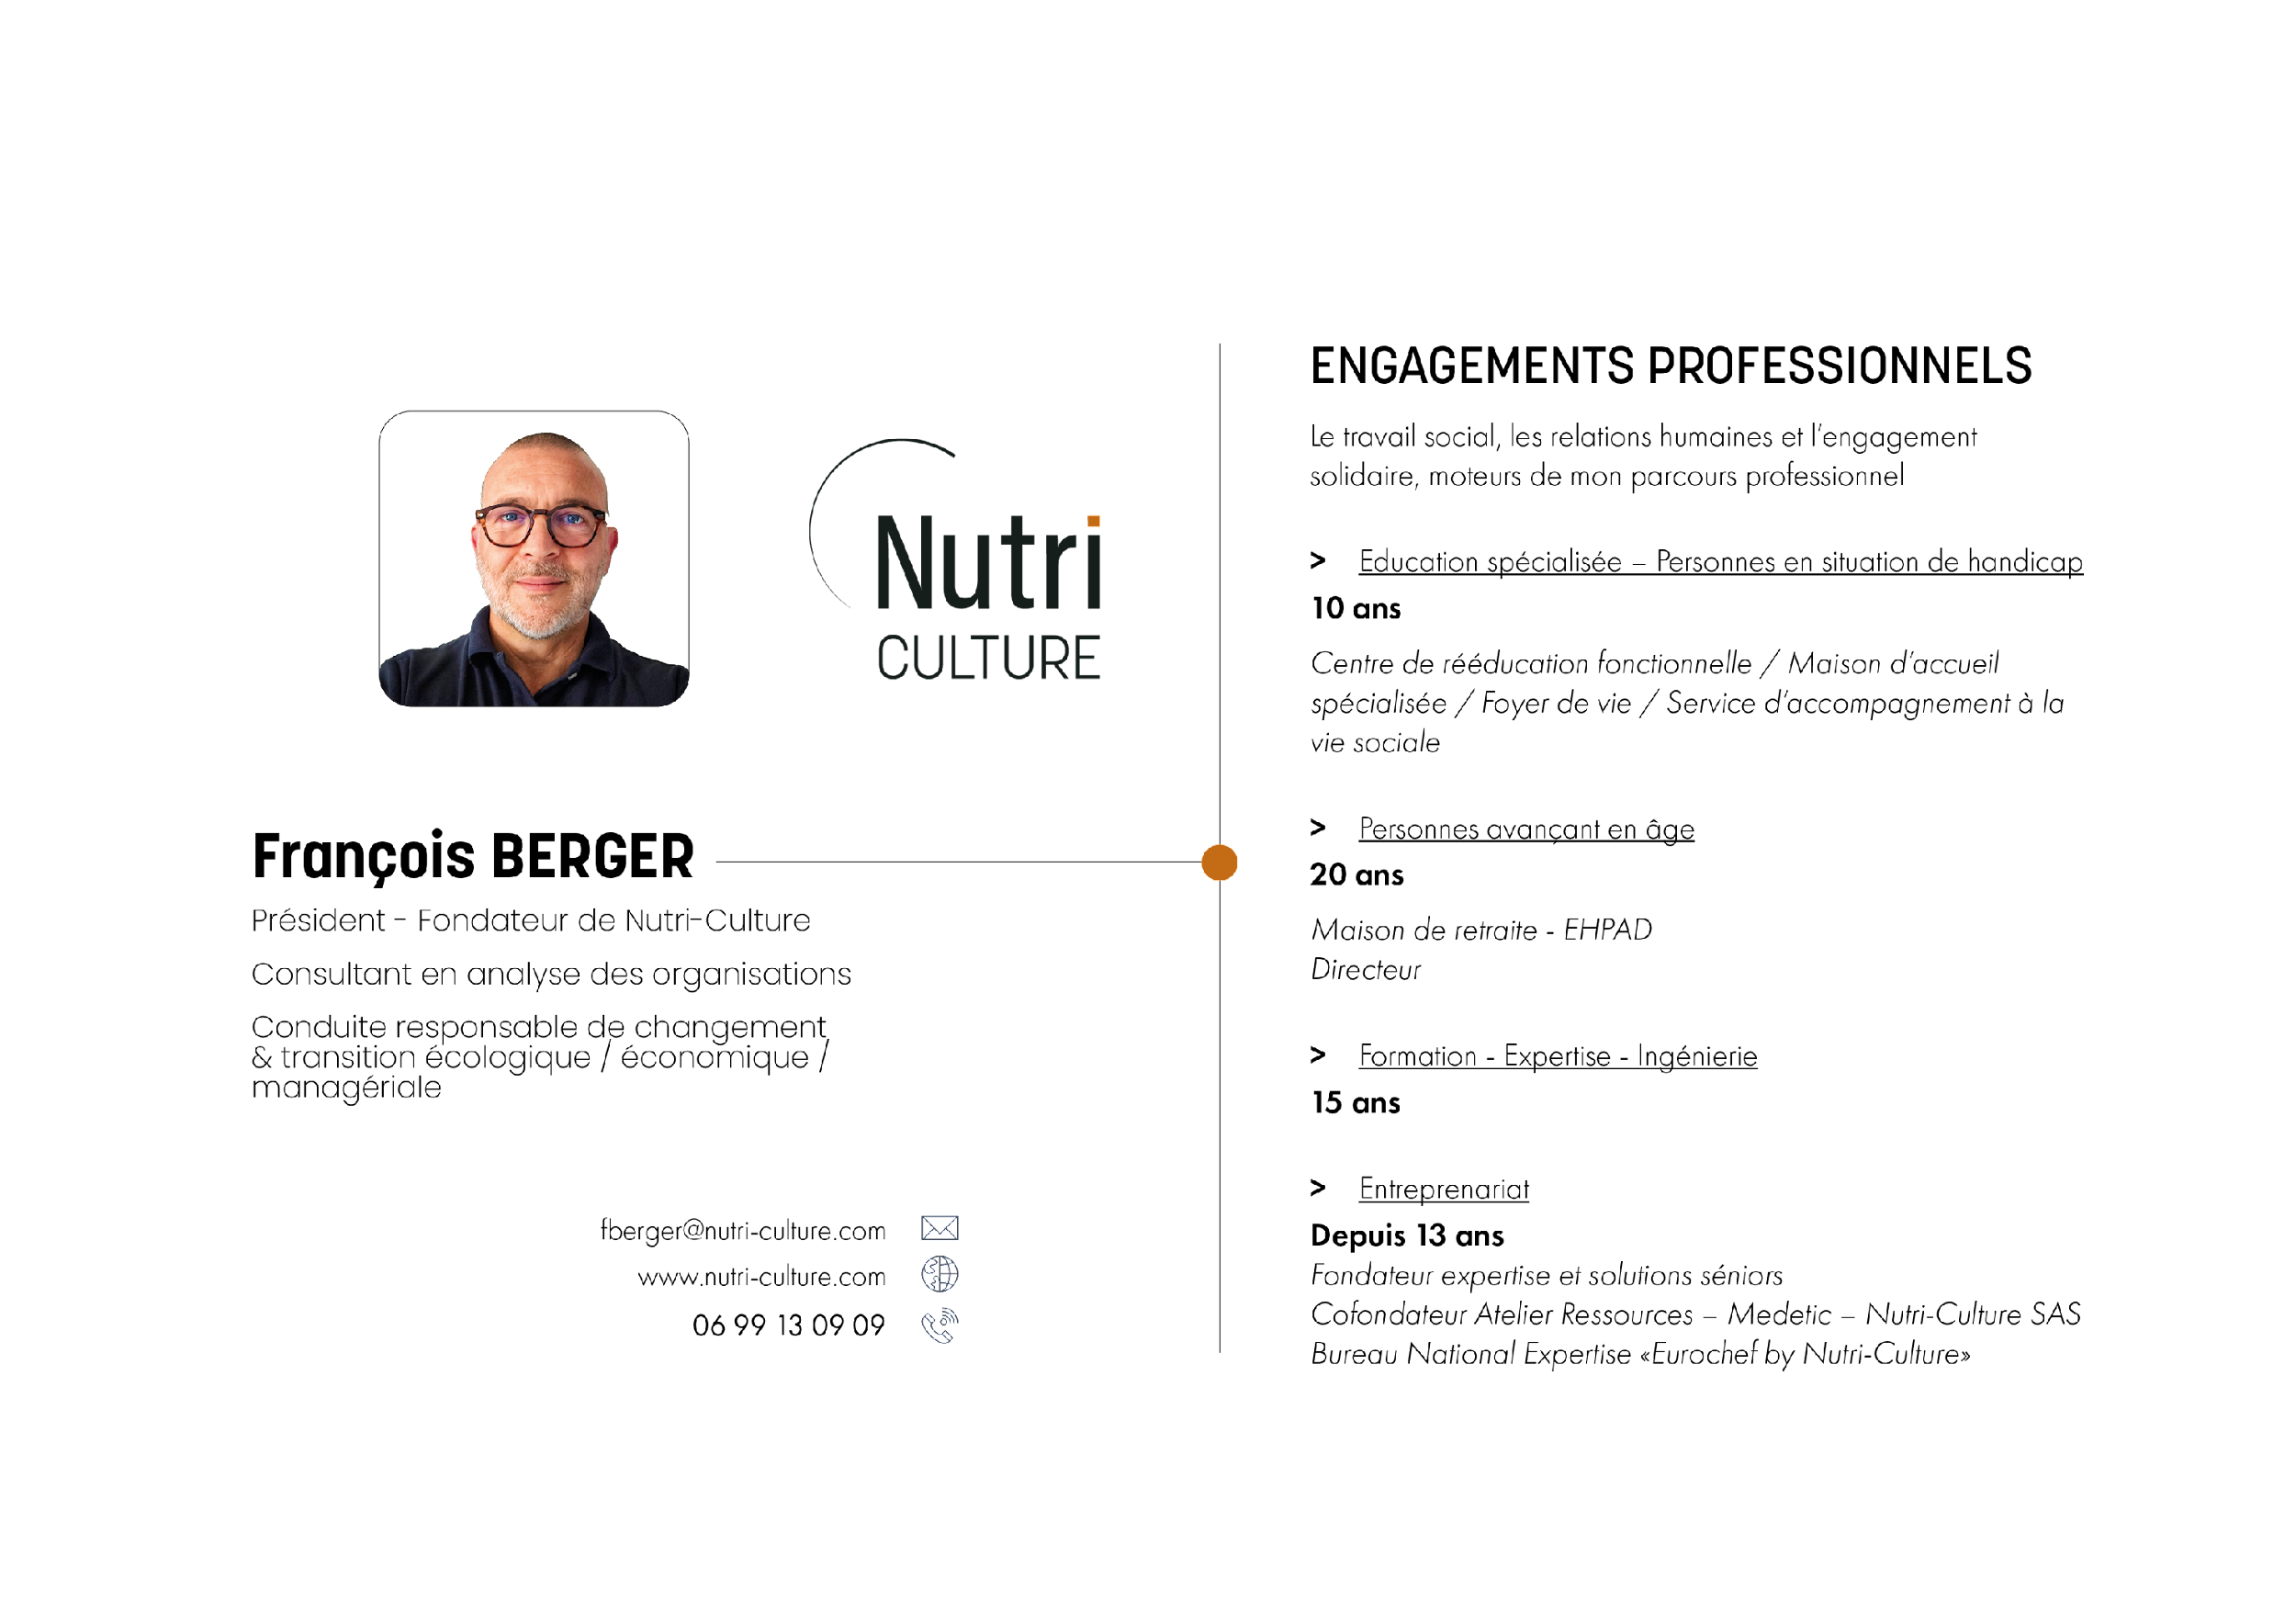 Nutri
CULTURE
François BERGER
Président - Fondateur de Nutri-Culture
Consultant en analyse des organisations
Conduite responsable de changement
& transition écologique / économique /
managériale
fberger@nutri-culture.com
www.nutri-culture.com
06 99 13 09 09
ENGAGEMENTS PROFESSIONNELS
Le travail social, les relations humaines et l'engagement
solidaire, moteurs de mon parcours professionnel
> Education spécialisée – Personnes en situation de handicap
10 ans
Centre de rééducation fonctionnelle / Maison d'accueil
spécialisée / Foyer de vie / Service d'accompagnement à la
vie sociale
> Personnes avançant en âge
20 ans
Maison de retraite - EHPAD
Directeur
> Formation - Expertise - Ingénierie
15 ans
> Entreprenariat
Depuis 13 ans
Fondateur expertise et solutions séniors
Cofondateur Atelier Ressources – Medetic – Nutri-Culture SAS
Bureau National Expertise «Eurochef by Nutri-Culture»